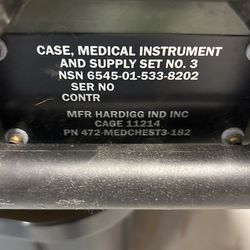 CASE, MEDICAL INSTRUMENT
AND SUPPLY SET NO. 3
NSN 6545-01-533-8202
SER NO
CONTR
MFR HARDIGG IND INC
CAGE 11214
PN 472-MEDCHEST3-182